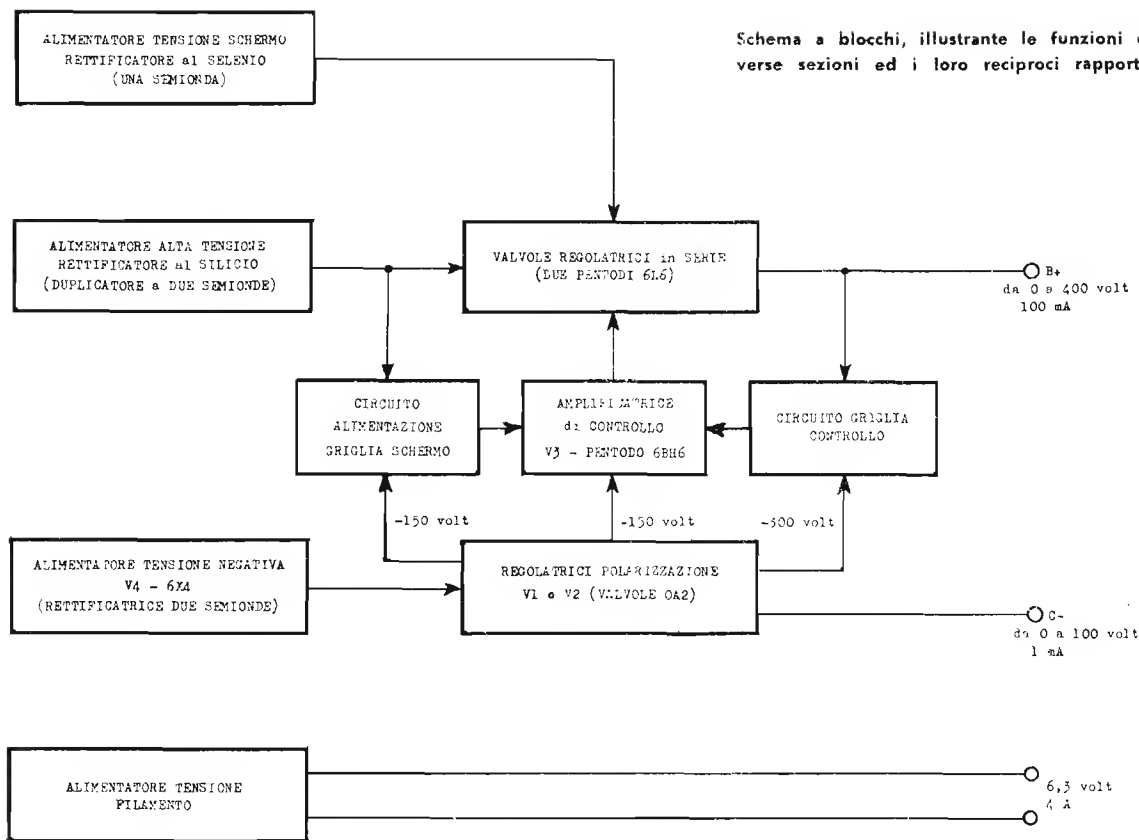 Schema a blocchi, illustrante le funzioni
verse sezioni ed i loro reciproci rapport
ALIMENTATORE TENSIONE SCHERMO
RETTIFICATORE al SELENIO
(UNA SEMIONDA)
ALIMENTATORE ALTA TENSIONE
RETTIFICATORE al SILICIO
(DUPLICATORE a DUE SEMIONDE)
VALVOLE REGOLATRICI in SERIE
(DUE PENTODI 6L6)
B+
da 0 a 400 volt
100 mA
CIRCUITO
ALIMENTAZIONE
GRIGLIA SCHERMO
AMPLIFICATRICE
di CONTROLLO
V3 - PENTODO 6BH6
CIRCUITO GRIGLIA
CONTROLLO
-150 volt
-150 volt
-300 volt
ALIMENTATORE TENSIONE NEGATIVA
V4 - 6X4
(RETTIFICATRICE DUE SEMIONDE)
REGOLATRICI POLARIZZAZIONE
V1 e V2 (VALVOLE OA2)
C-
da 0 a 100 volt
1 mA
ALIMENTATORE TENSIONE
FILAMENTO
6,3 volt
4 A